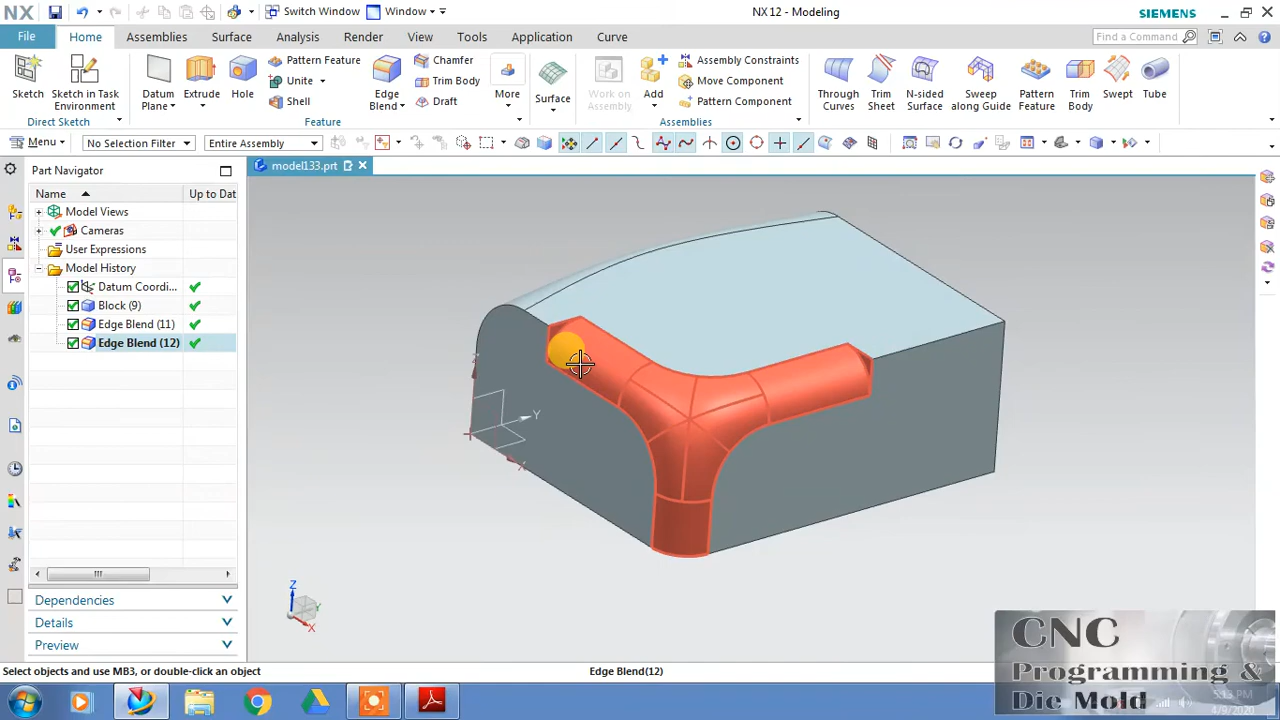 NX
Switch Window
Window
NX 12 - Modeling
SIEMENS
File
Home
Assemblies
Surface
Analysis
Render
View
Tools
Application
Curve
Find a Command
Sketch
Sketch in Task Environment
Direct Sketch
Datum Plane
Extrude
Hole
Pattern Feature
Unite
Shell
Edge Blend
Chamfer
Trim Body
Draft
More
Feature
Surface
Work on Assembly
Add
Assembly Constraints
Move Component
Pattern Component
Assemblies
Through Curves
Trim Sheet
N-sided Surface
Sweep along Guide
Pattern Feature
Trim Body
Swept
Tube
Menu
No Selection Filter
Entire Assembly
Part Navigator
model133.prt
Name
Up to Dat
Model Views
Cameras
User Expressions
Model History
Datum Coordi...
Block (9)
Edge Blend (11)
Edge Blend (12)
Dependencies
Details
Preview
Z
Y
X
Z
Y
X
CNC
Programming &
Die Mold
Select objects and use MB3, or double-click an object
Edge Blend(12)
5:13 PM
4/9/2020